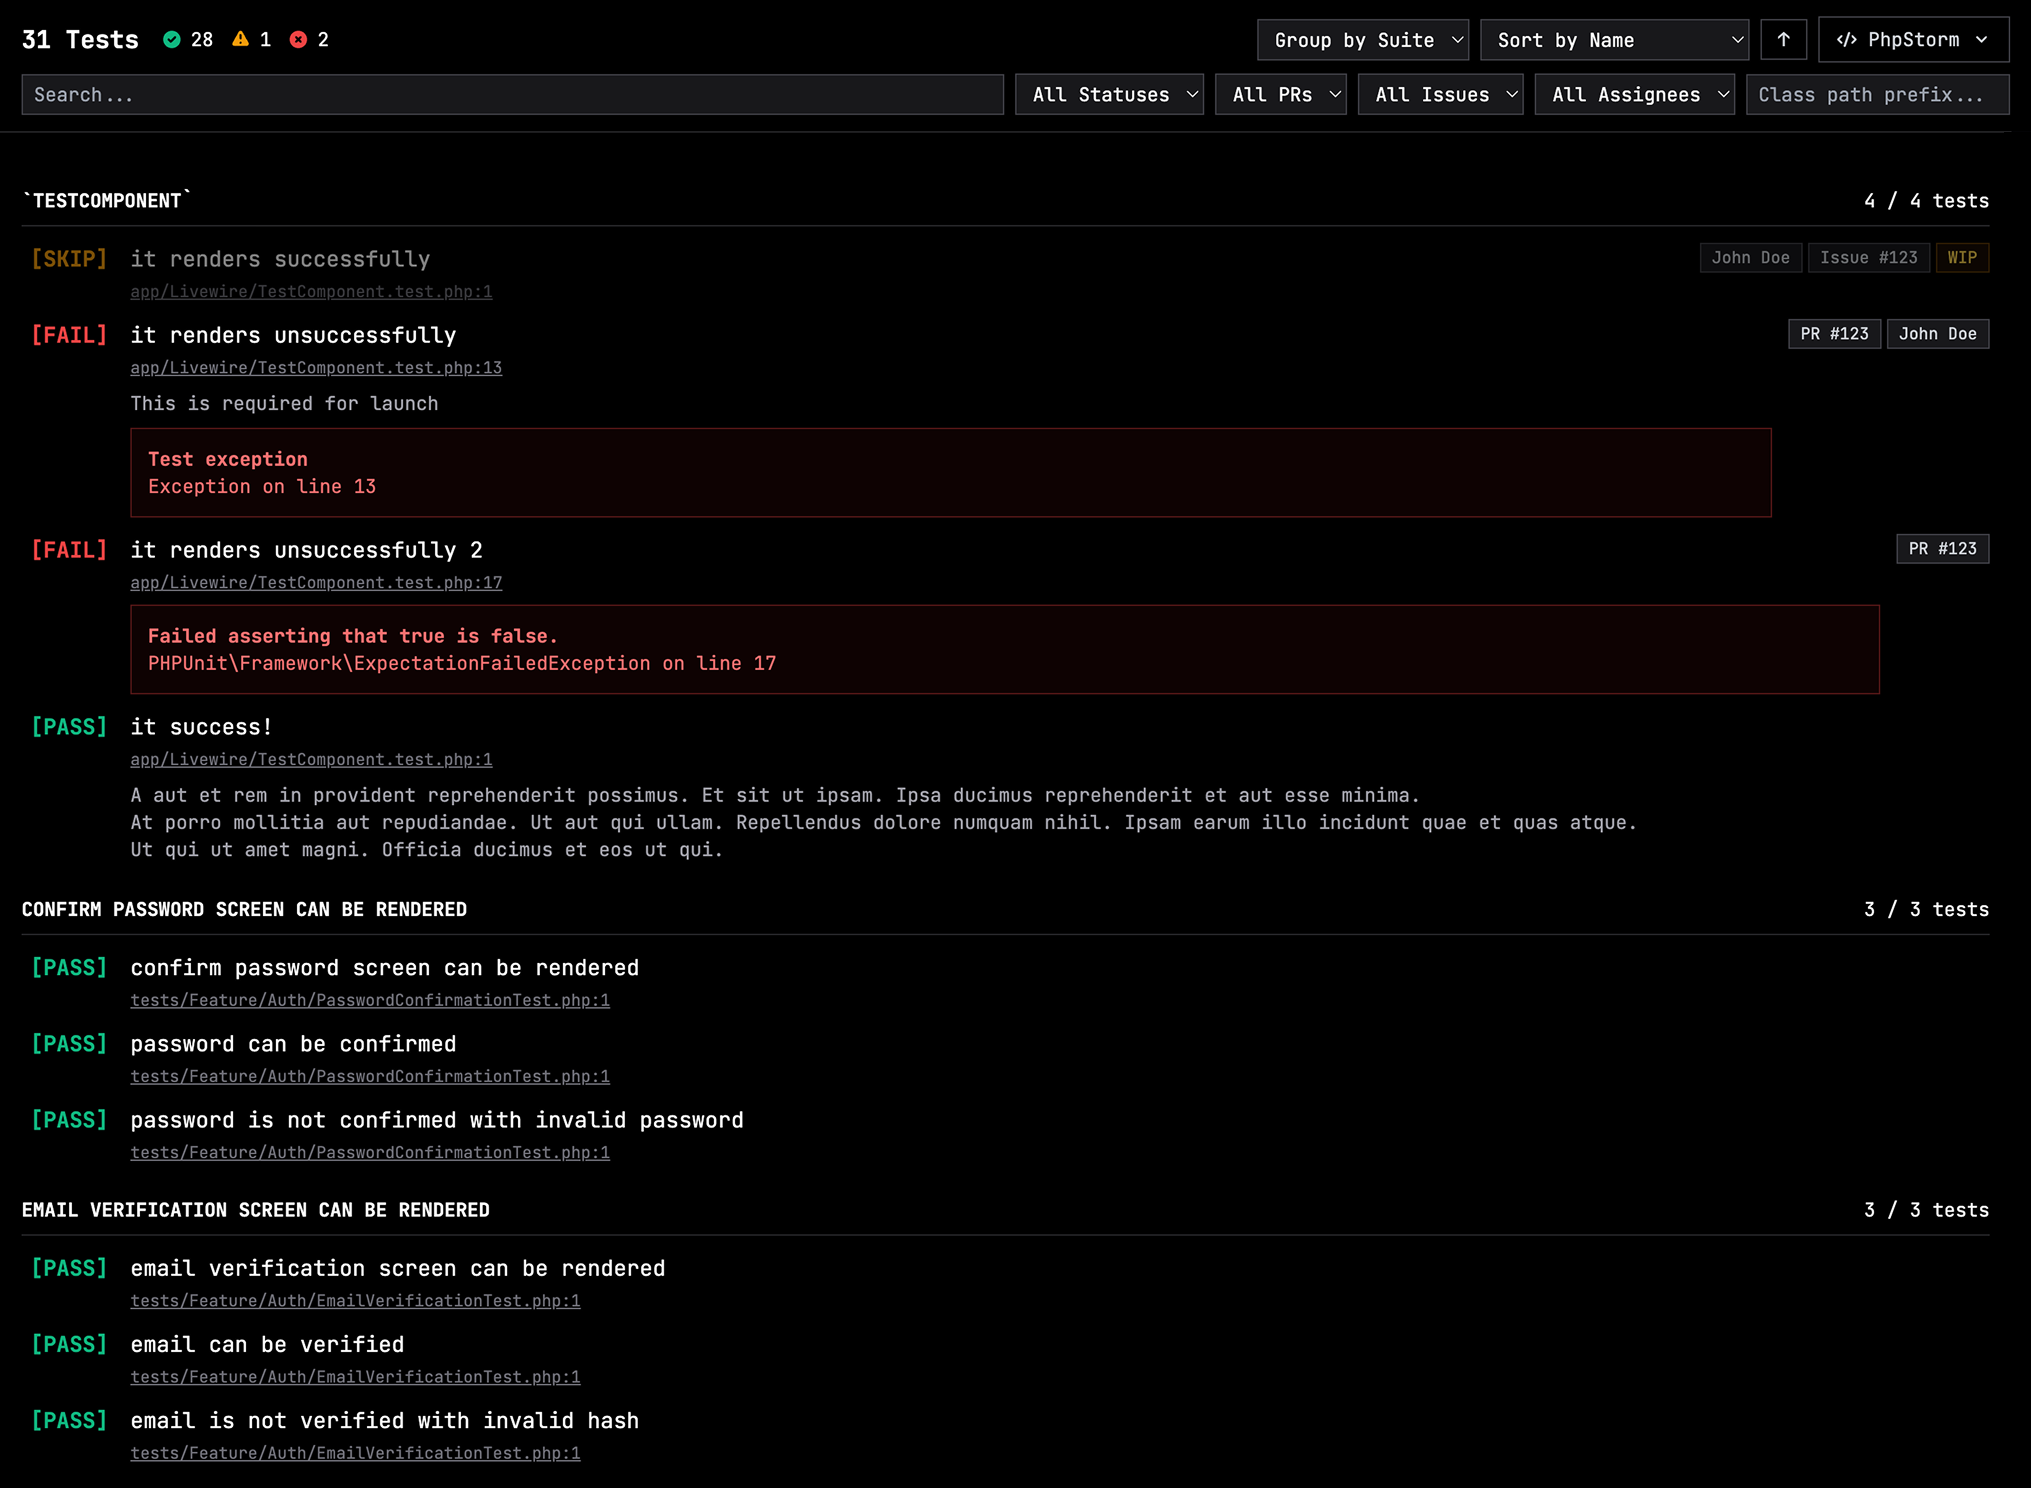 31 Tests 28 1 2 Group by Suite Sort by Name ↑ </> PhpStorm
Search... All Statuses All PRs All Issues All Assignees Class path prefix...
`TESTCOMPONENT` 4 / 4 tests
[SKIP] it renders successfully John Doe Issue #123 WIP
app/Livewire/TestComponent.test.php:1
[FAIL] it renders unsuccessfully PR #123 John Doe
app/Livewire/TestComponent.test.php:13
This is required for launch
Test exception
Exception on line 13
[FAIL] it renders unsuccessfully 2 PR #123
app/Livewire/TestComponent.test.php:17
Failed asserting that true is false.
PHPUnit\Framework\ExpectationFailedException on line 17
[PASS] it success!
app/Livewire/TestComponent.test.php:1
A aut et rem in provident reprehenderit possimus. Et sit ut ipsam. Ipsa ducimus reprehenderit et aut esse minima.
At porro mollitia aut repudiandae. Ut aut qui ullam. Repellendus dolore numquam nihil. Ipsam earum illo incidunt quae et quas atque.
Ut qui ut amet magni. Officia ducimus et eos ut qui.
CONFIRM PASSWORD SCREEN CAN BE RENDERED 3 / 3 tests
[PASS] confirm password screen can be rendered
tests/Feature/Auth/PasswordConfirmationTest.php:1
[PASS] password can be confirmed
tests/Feature/Auth/PasswordConfirmationTest.php:1
[PASS] password is not confirmed with invalid password
tests/Feature/Auth/PasswordConfirmationTest.php:1
EMAIL VERIFICATION SCREEN CAN BE RENDERED 3 / 3 tests
[PASS] email verification screen can be rendered
tests/Feature/Auth/EmailVerificationTest.php:1
[PASS] email can be verified
tests/Feature/Auth/EmailVerificationTest.php:1
[PASS] email is not verified with invalid hash
tests/Feature/Auth/EmailVerificationTest.php:1